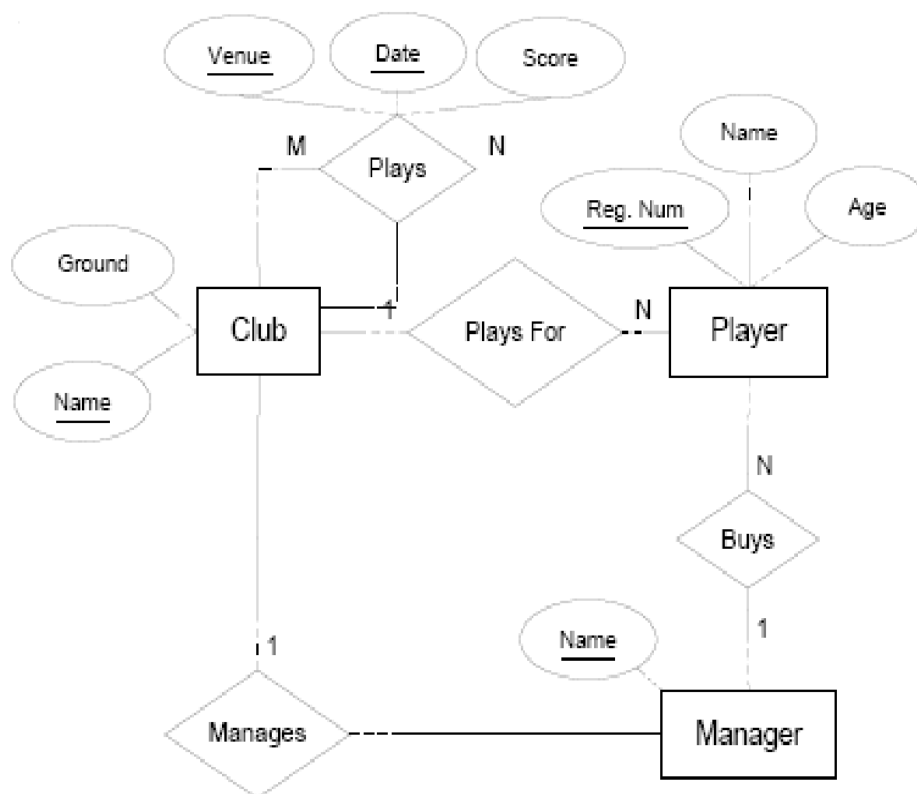 Venue
Date
Score
M
Plays
N
Name
Reg. Num
Age
Ground
Club
1
Plays For
N
Player
Name
N
Buys
1
1
Name
Manages
Manager